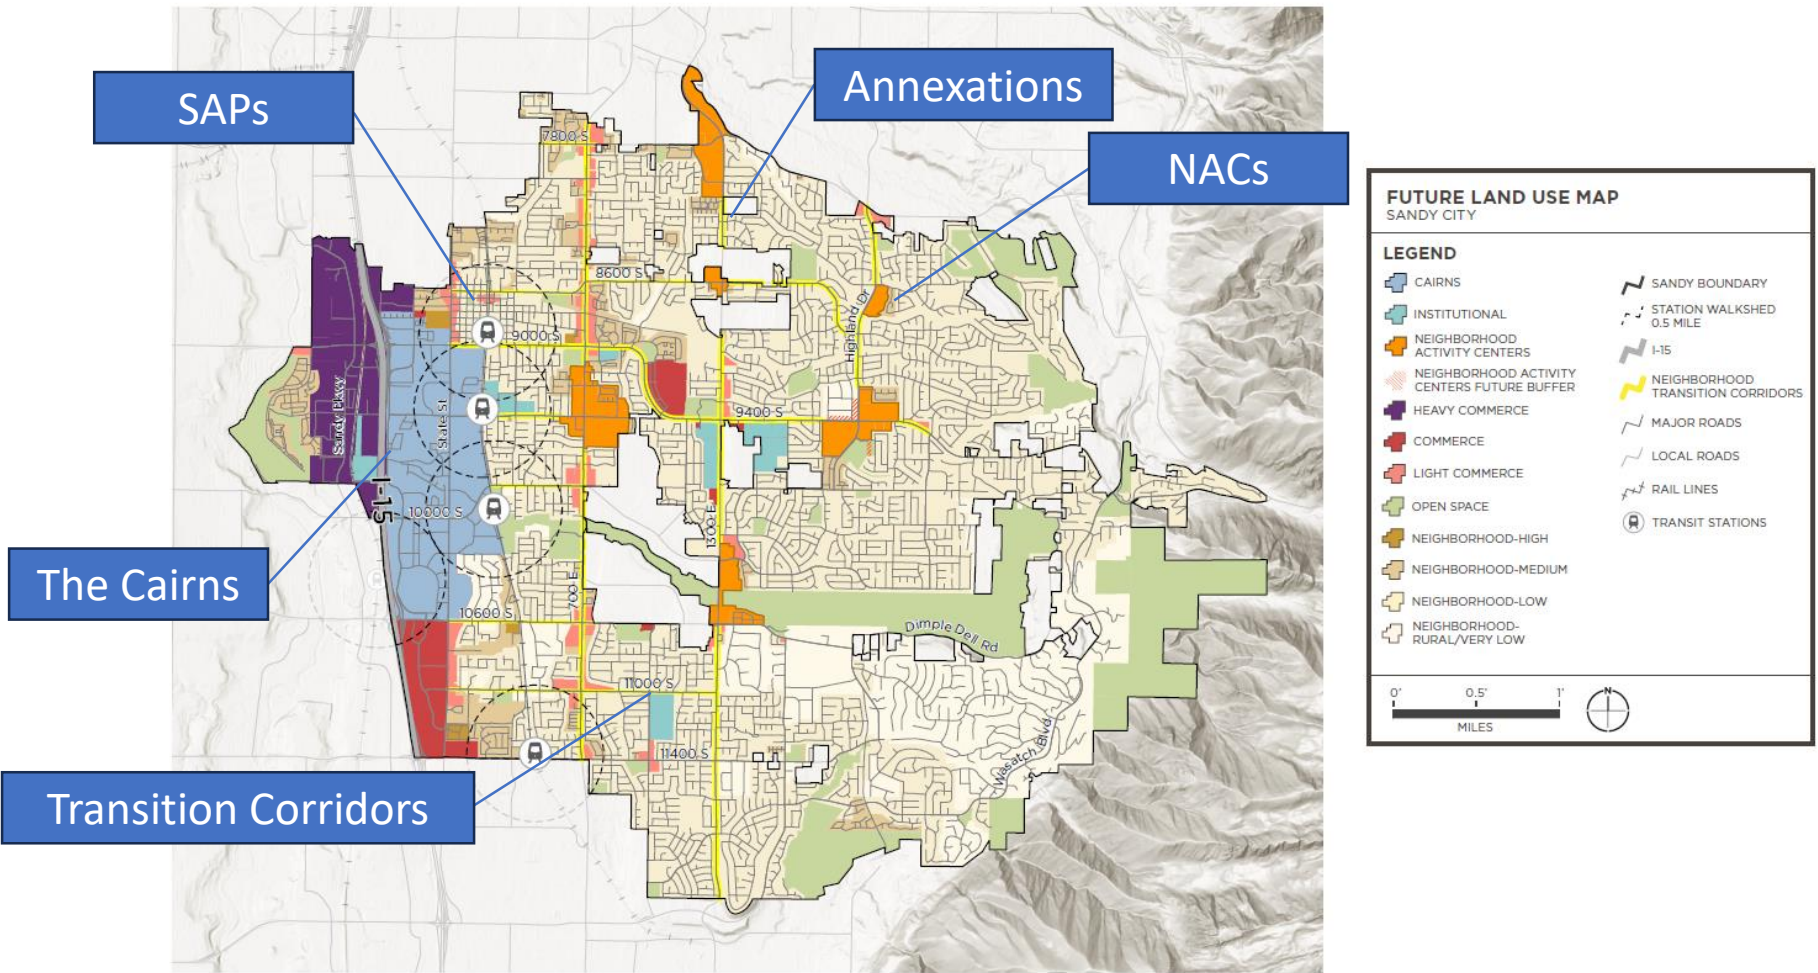 SAPs
Annexations
NACs
The Cairns
Transition Corridors
7800 S
8600 S
9000 S
Highland Dr
9400 S
Sandy Pkwy
State St
I-15
10000 S
1300 E
700 E
10600 S
Dimple Dell Rd
11000 S
11400 S
Wasatch Blvd
FUTURE LAND USE MAP
SANDY CITY
LEGEND
CAIRNS
INSTITUTIONAL
NEIGHBORHOOD
ACTIVITY CENTERS
NEIGHBORHOOD ACTIVITY
CENTERS FUTURE BUFFER
HEAVY COMMERCE
COMMERCE
LIGHT COMMERCE
OPEN SPACE
NEIGHBORHOOD-HIGH
NEIGHBORHOOD-MEDIUM
NEIGHBORHOOD-LOW
NEIGHBORHOOD-
RURAL/VERY LOW
SANDY BOUNDARY
STATION WALKSHED
0.5 MILE
I-15
NEIGHBORHOOD
TRANSITION CORRIDORS
MAJOR ROADS
LOCAL ROADS
RAIL LINES
TRANSIT STATIONS
0' 0.5' 1'
MILES
N